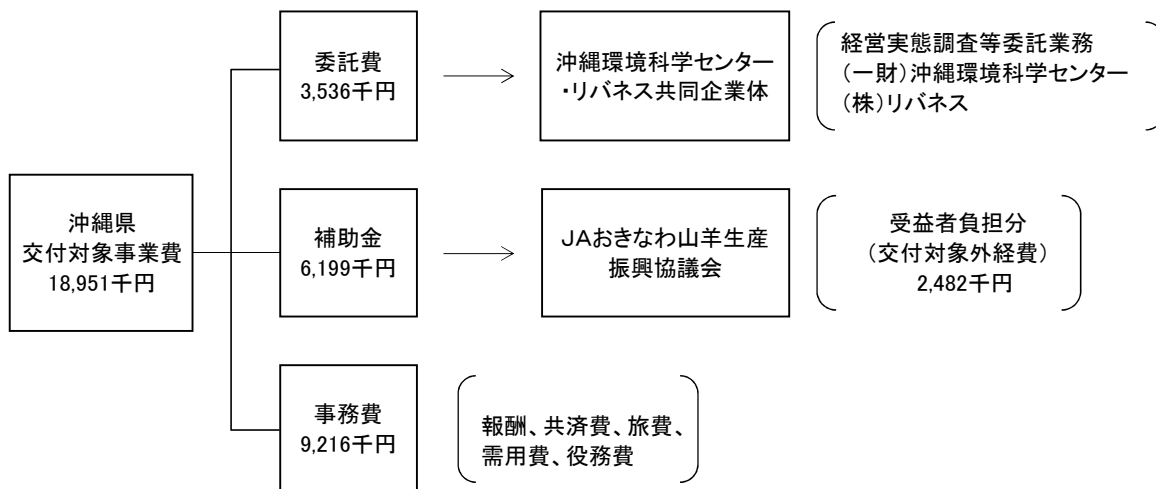 沖縄県
交付対象事業費
18,951千円
委託費
3,536千円
沖縄環境科学センター
・リバネス共同企業体
経営実態調査等委託業務
(一財)沖縄環境科学センター
(株)リバネス
補助金
6,199千円
JAおきなわ山羊生産
振興協議会
受益者負担分
(交付対象外経費)
2,482千円
事務費
9,216千円
報酬、共済費、旅費、
需用費、役務費